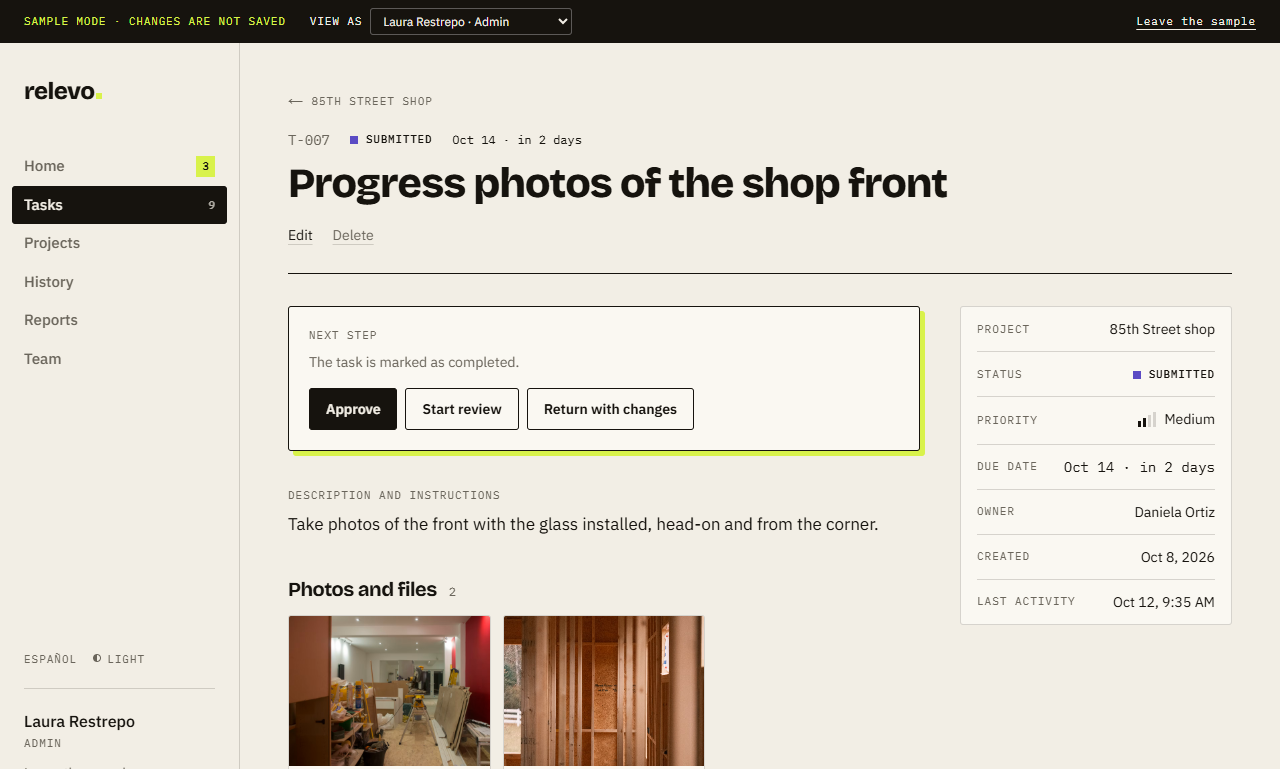 SAMPLE MODE · CHANGES ARE NOT SAVED
VIEW AS
Laura Restrepo · Admin
Leave the sample
relevo.
Home 3
Tasks 9
Projects
History
Reports
Team
ESPAÑOL
LIGHT
Laura Restrepo
ADMIN
← 85TH STREET SHOP
T-007
SUBMITTED
Oct 14 · in 2 days
Progress photos of the shop front
Edit
Delete
NEXT STEP
The task is marked as completed.
Approve
Start review
Return with changes
DESCRIPTION AND INSTRUCTIONS
Take photos of the front with the glass installed, head-on and from the corner.
Photos and files 2
PROJECT 85th Street shop
STATUS SUBMITTED
PRIORITY Medium
DUE DATE Oct 14 · in 2 days
OWNER Daniela Ortiz
CREATED Oct 8, 2026
LAST ACTIVITY Oct 12, 9:35 AM